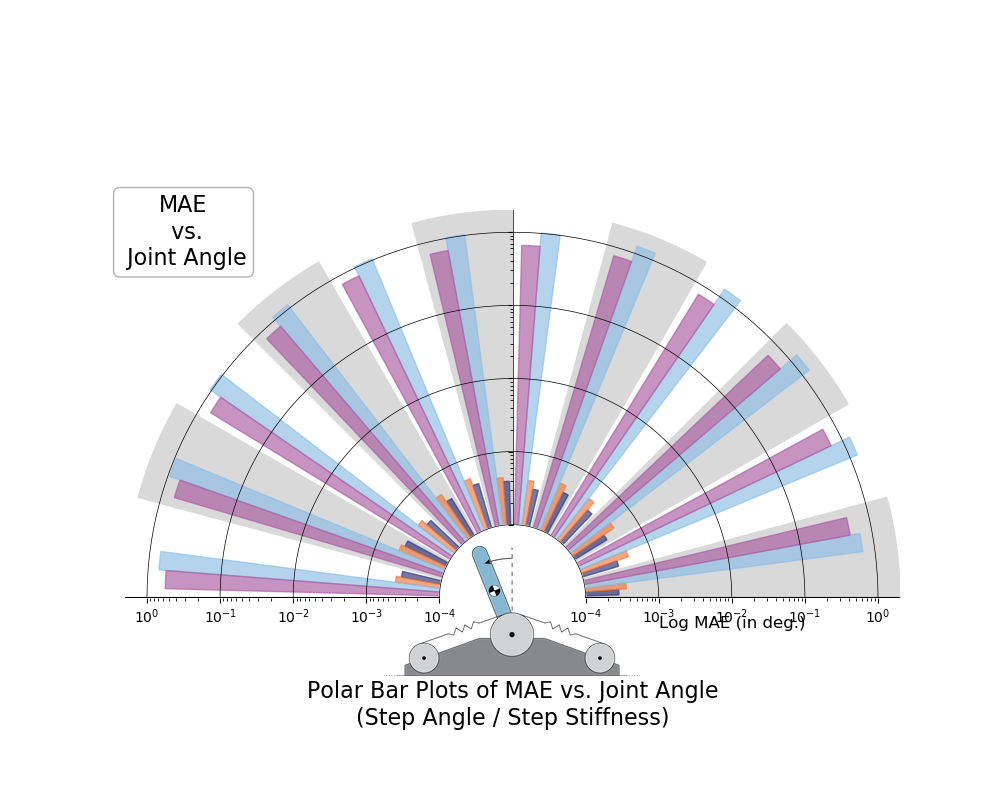 MAE
vs.
Joint Angle
10⁰ 10⁻¹ 10⁻² 10⁻³ 10⁻⁴ 10⁻⁴ 10⁻³ 10⁻² 10⁻¹ 10⁰
Log MAE (in deg.)
Polar Bar Plots of MAE vs. Joint Angle
(Step Angle / Step Stiffness)